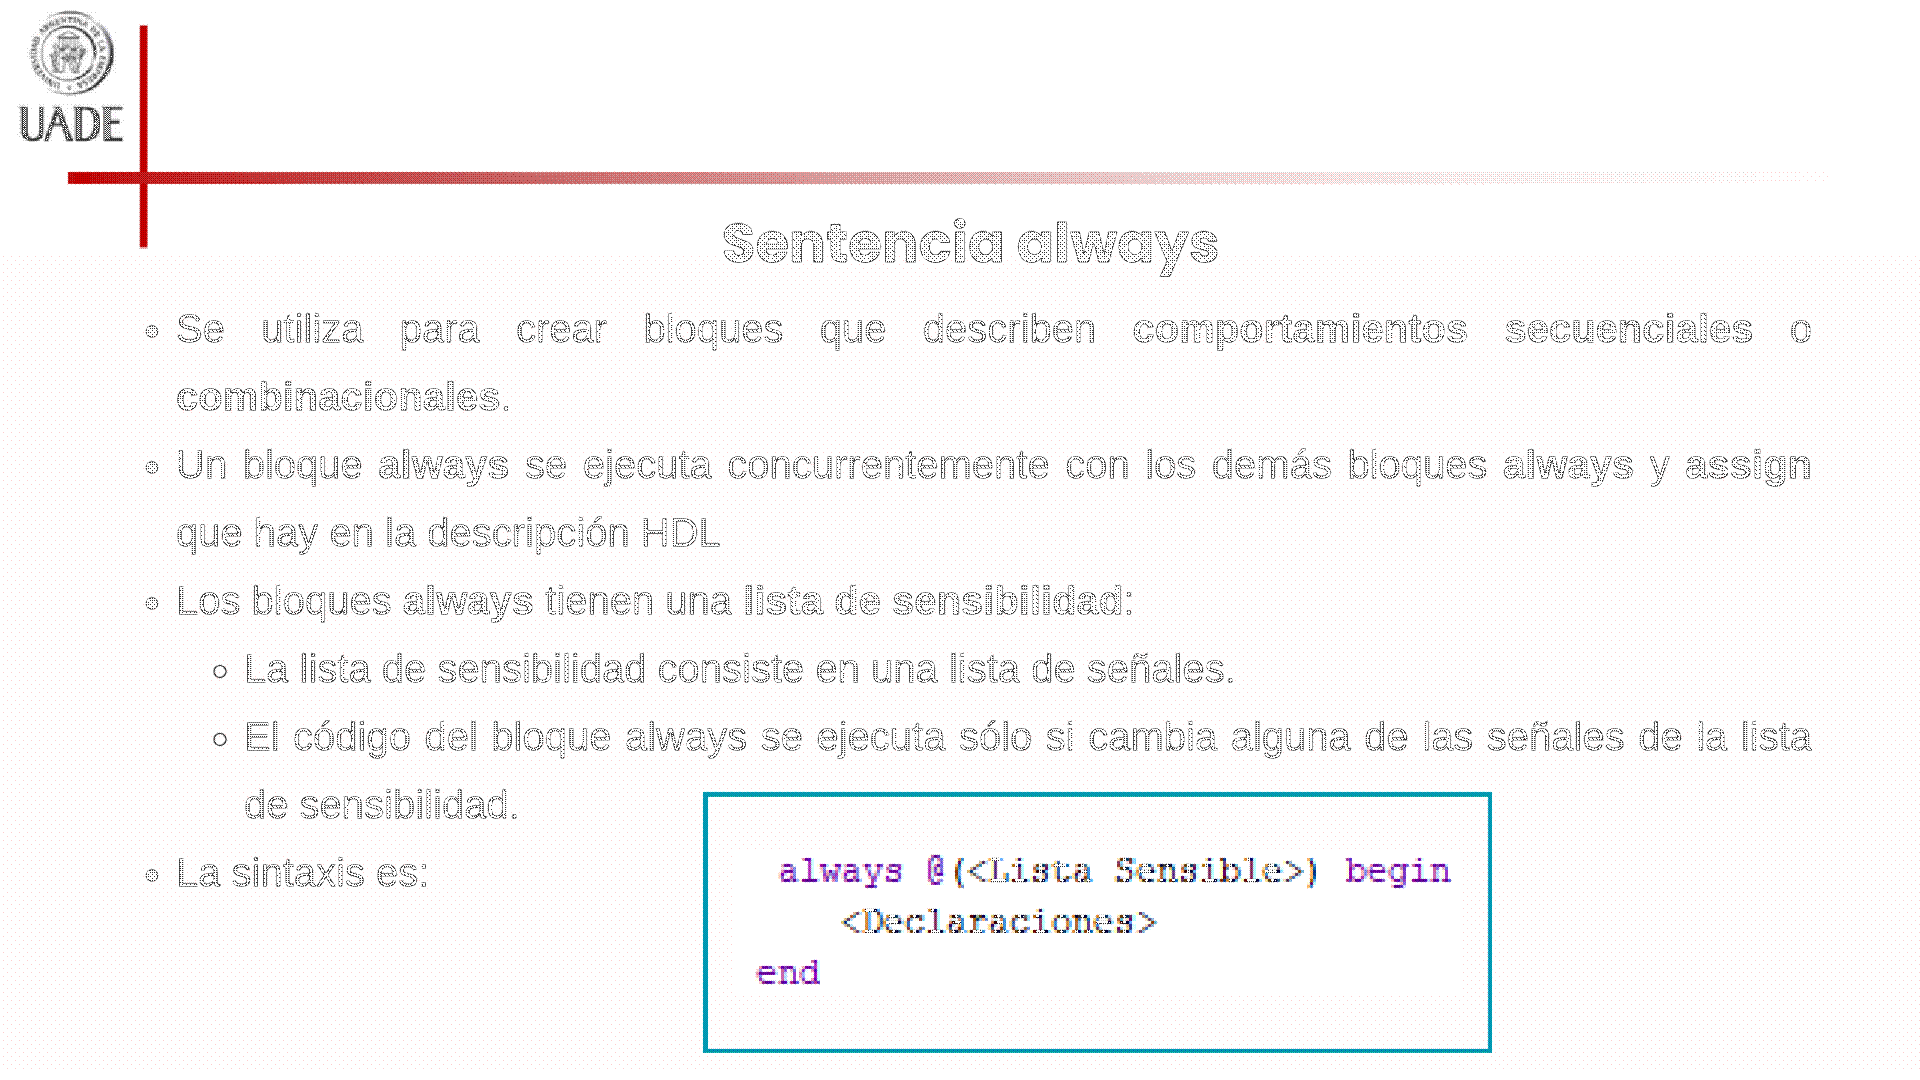 UADE
Sentencia always
• Se utiliza para crear bloques que describen comportamientos secuenciales o
combinacionales.
• Un bloque always se ejecuta concurrentemente con los demás bloques always y assign
que hay en la descripción HDL
• Los bloques always tienen una lista de sensibilidad:
○ La lista de sensibilidad consiste en una lista de señales.
○ El código del bloque always se ejecuta sólo si cambia alguna de las señales de la lista
de sensibilidad.
• La sintaxis es:
always @(<Lista Sensible>) begin
<Declaraciones>
end